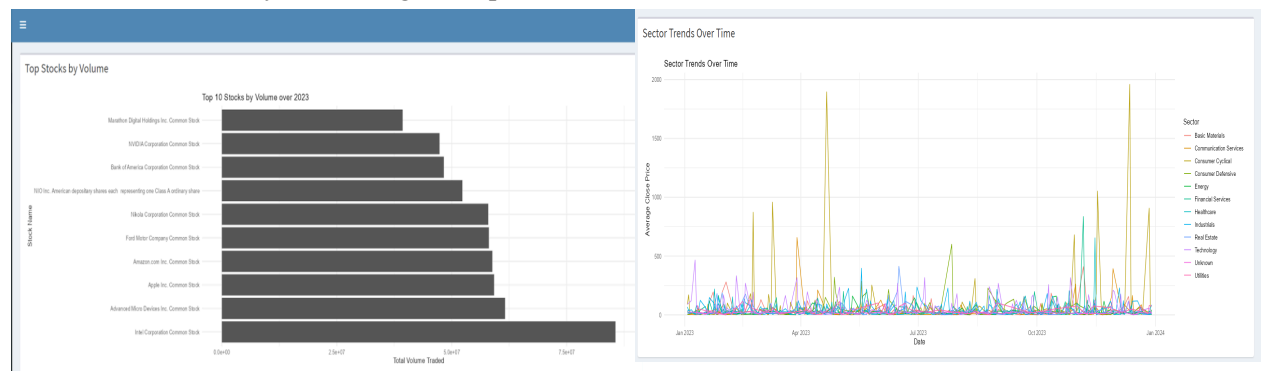 Top Stocks by Volume
Top 10 Stocks by Volume over 2023
Stock Name
Marathon Digital Holdings Inc. Common Stock
NVIDIA Corporation Common Stock
Bank of America Corporation Common Stock
NIO Inc. American depositary shares each representing one Class A ordinary share
Nikola Corporation Common Stock
Ford Motor Company Common Stock
Amazon.com Inc. Common Stock
Apple Inc. Common Stock
Advanced Micro Devices Inc. Common Stock
Intel Corporation Common Stock
0.0e+00 2.5e+07 5.0e+07 7.5e+07
Total Volume Traded
Sector Trends Over Time
Sector Trends Over Time
Average Close Price
2000
1500
1000
500
0
Jan 2023 Apr 2023 Jul 2023 Oct 2023 Jan 2024
Date
Sector
Basic Materials
Communication Services
Consumer Cyclical
Consumer Defensive
Energy
Financial Services
Healthcare
Industrials
Real Estate
Technology
Unknown
Utilities